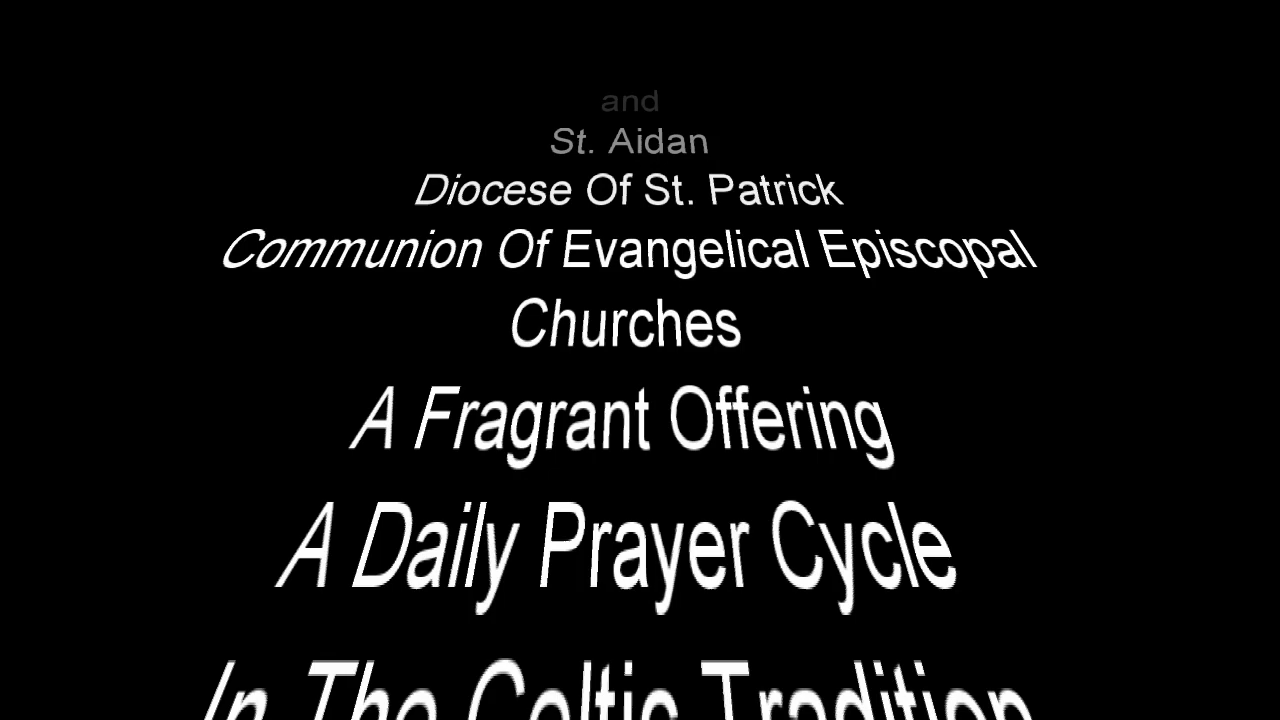 and
St. Aidan
Diocese Of St. Patrick
Communion Of Evangelical Episcopal
Churches
A Fragrant Offering
A Daily Prayer Cycle
In The Celtic Tradition